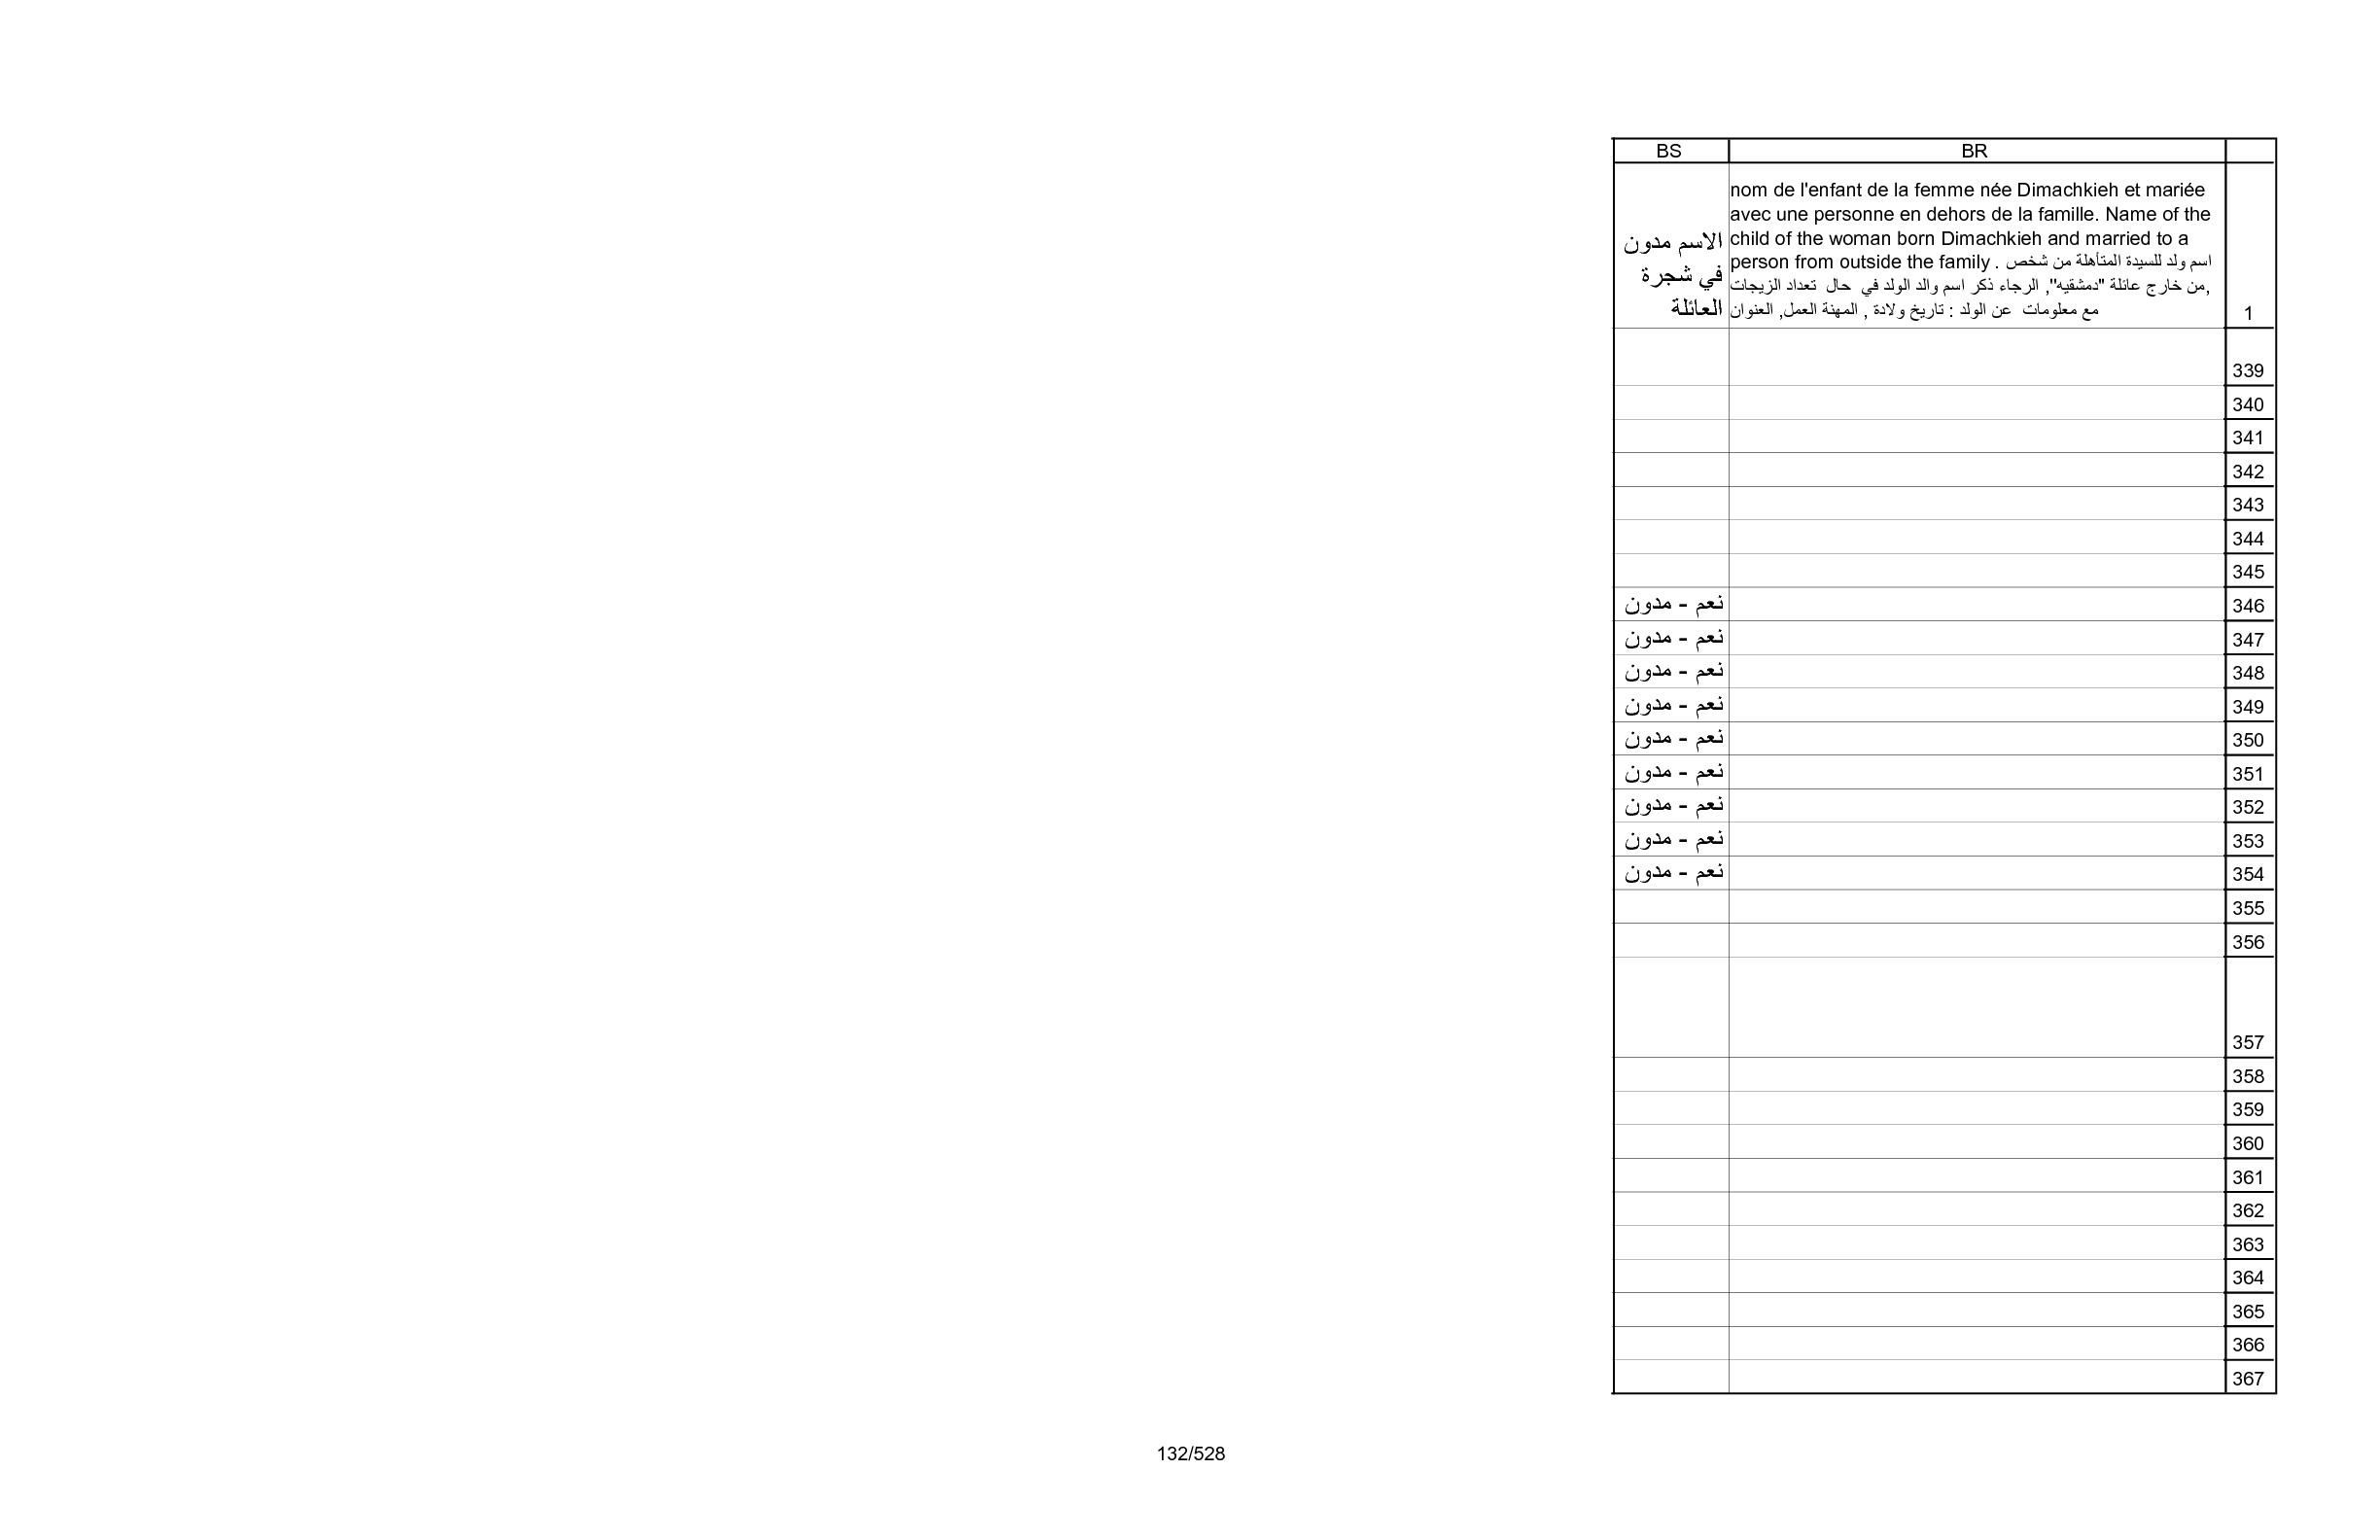 BS BR
nom de l'enfant de la femme née Dimachkieh et mariée
avec une personne en dehors de la famille. Name of the
child of the woman born Dimachkieh and married to a
person from outside the family . اسم ولد للسيدة المتأهلة من شخص
من خارج عائلة "دمشقيه", الرجاء ذكر اسم والد الولد في حال تعداد الزيجات,
مع معلومات عن الولد : تاريخ ولادة , المهنة العمل, العنوان
الاسم مدون
في شجرة
العائلة
1
339
340
341
342
343
344
345
346 نعم - مدون
347 نعم - مدون
348 نعم - مدون
349 نعم - مدون
350 نعم - مدون
351 نعم - مدون
352 نعم - مدون
353 نعم - مدون
354 نعم - مدون
355
356
357
358
359
360
361
362
363
364
365
366
367
132/528